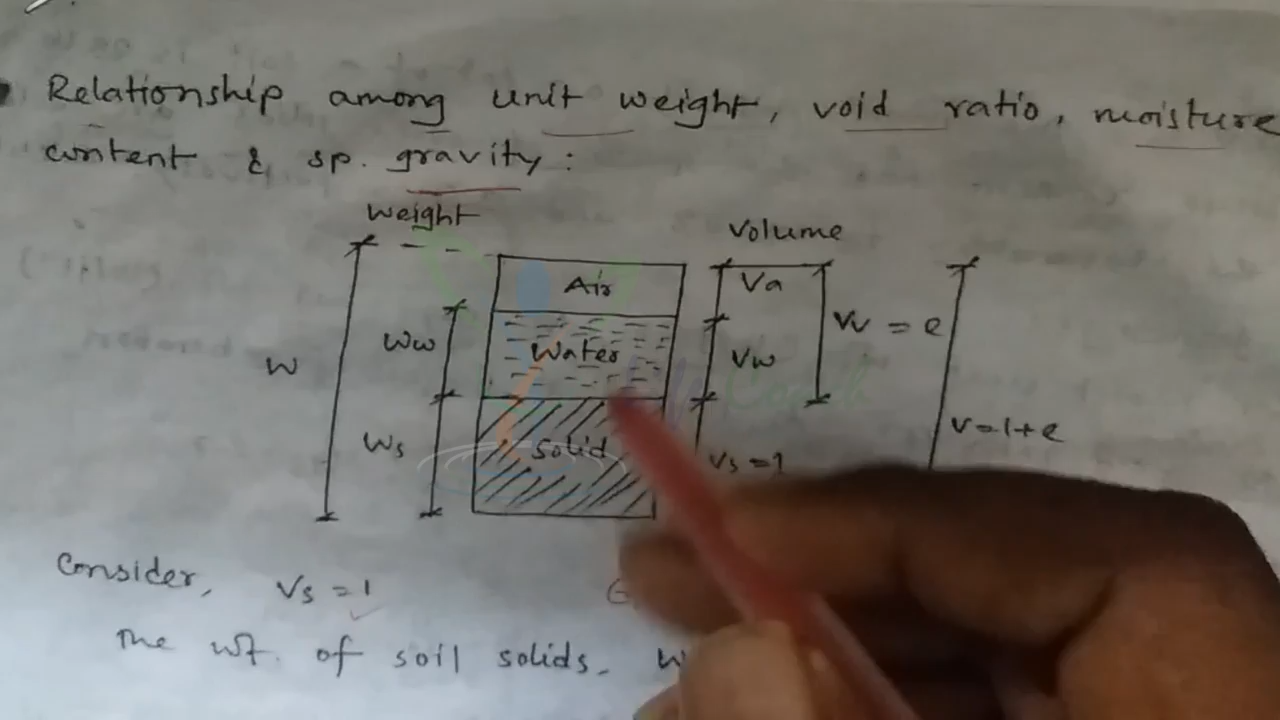 Relationship among unit weight, void ratio, moisture
content & sp. gravity:
Weight
Volume
Air
Va
Vv = e
Ww
Water
Vw
W
V=1+e
Ws
Solid
Vs=1
Consider, Vs=1
The wt. of soil solids. W